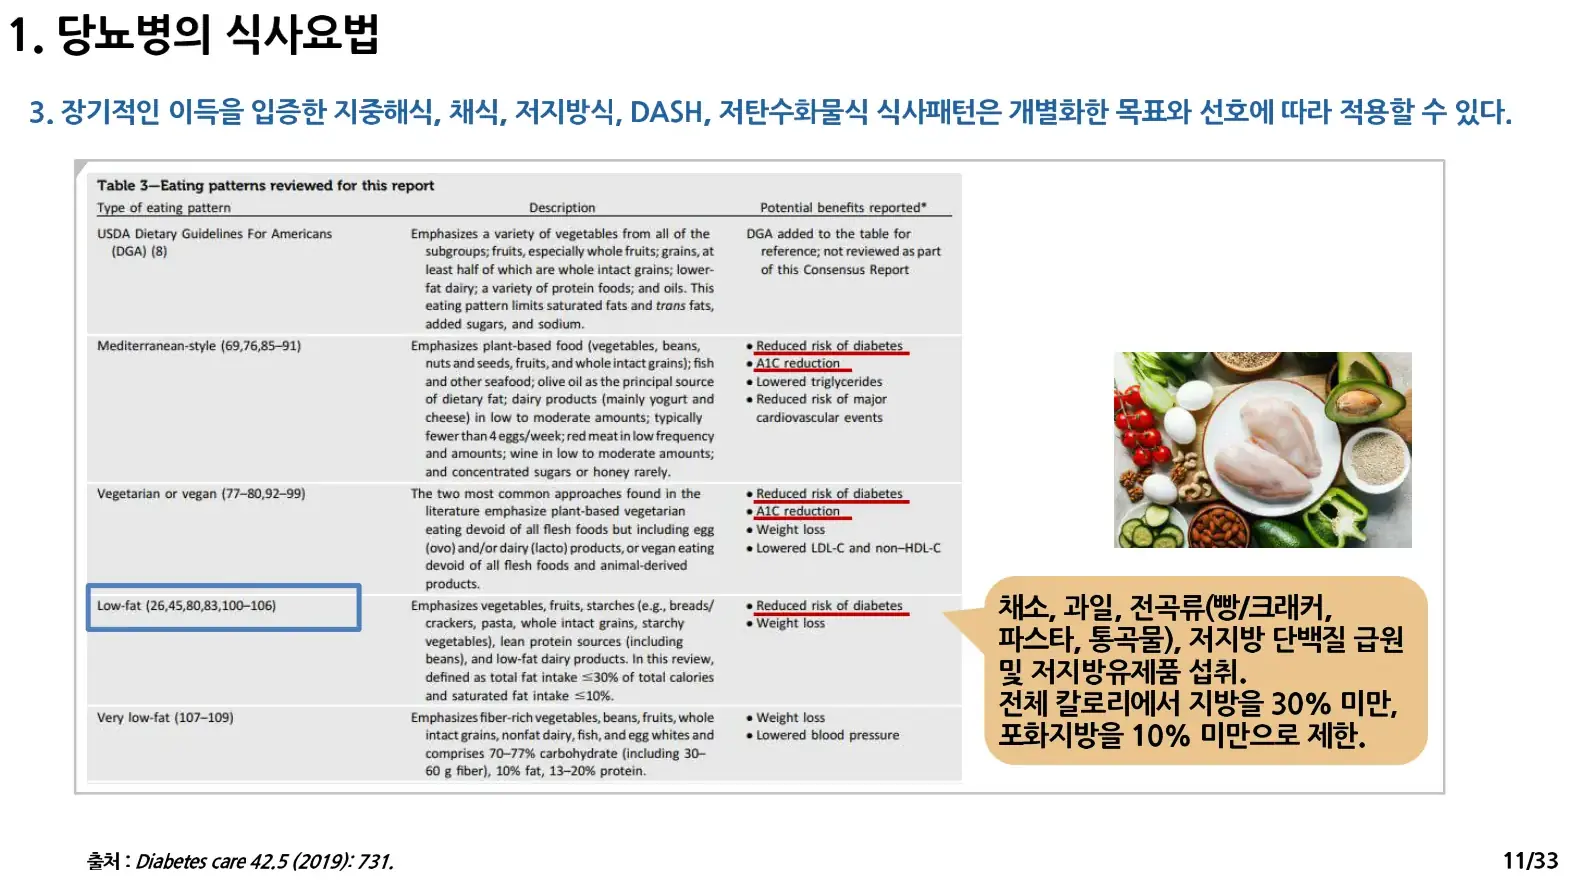 1. 당뇨병의 식사요법
3. 장기적인 이득을 입증한 지중해식, 채식, 저지방식, DASH, 저탄수화물식 식사패턴은 개별화한 목표와 선호에 따라 적용할 수 있다.
Table 3—Eating patterns reviewed for this report
Type of eating pattern Description Potential benefits reported*
USDA Dietary Guidelines For Americans
(DGA) (8)
Emphasizes a variety of vegetables from all of the
subgroups; fruits, especially whole fruits; grains, at
least half of which are whole intact grains; lower-
fat dairy; a variety of protein foods; and oils. This
eating pattern limits saturated fats and trans fats,
added sugars, and sodium.
DGA added to the table for
reference; not reviewed as part
of this Consensus Report
Mediterranean-style (69,76,85–91)
Emphasizes plant-based food (vegetables, beans,
nuts and seeds, fruits, and whole intact grains); fish
and other seafood; olive oil as the principal source
of dietary fat; dairy products (mainly yogurt and
cheese) in low to moderate amounts; typically
fewer than 4 eggs/week; red meat in low frequency
and amounts; wine in low to moderate amounts;
and concentrated sugars or honey rarely.
• Reduced risk of diabetes
• A1C reduction
• Lowered triglycerides
• Reduced risk of major
cardiovascular events
Vegetarian or vegan (77–80,92–99)
The two most common approaches found in the
literature emphasize plant-based vegetarian
eating devoid of all flesh foods but including egg
(ovo) and/or dairy (lacto) products, or vegan eating
devoid of all flesh foods and animal-derived
products.
• Reduced risk of diabetes
• A1C reduction
• Weight loss
• Lowered LDL-C and non–HDL-C
Low-fat (26,45,80,83,100–106)
Emphasizes vegetables, fruits, starches (e.g., breads/
crackers, pasta, whole intact grains, starchy
vegetables), lean protein sources (including
beans), and low-fat dairy products. In this review,
defined as total fat intake ≤30% of total calories
and saturated fat intake ≤10%.
• Reduced risk of diabetes
• Weight loss
Very low-fat (107–109)
Emphasizes fiber-rich vegetables, beans, fruits, whole
intact grains, nonfat dairy, fish, and egg whites and
comprises 70–77% carbohydrate (including 30–
60 g fiber), 10% fat, 13–20% protein.
• Weight loss
• Lowered blood pressure
채소, 과일, 전곡류(빵/크래커,
파스타, 통곡물), 저지방 단백질 급원
및 저지방유제품 섭취.
전체 칼로리에서 지방을 30% 미만,
포화지방을 10% 미만으로 제한.
출처 : Diabetes care 42.5 (2019): 731.
11/33